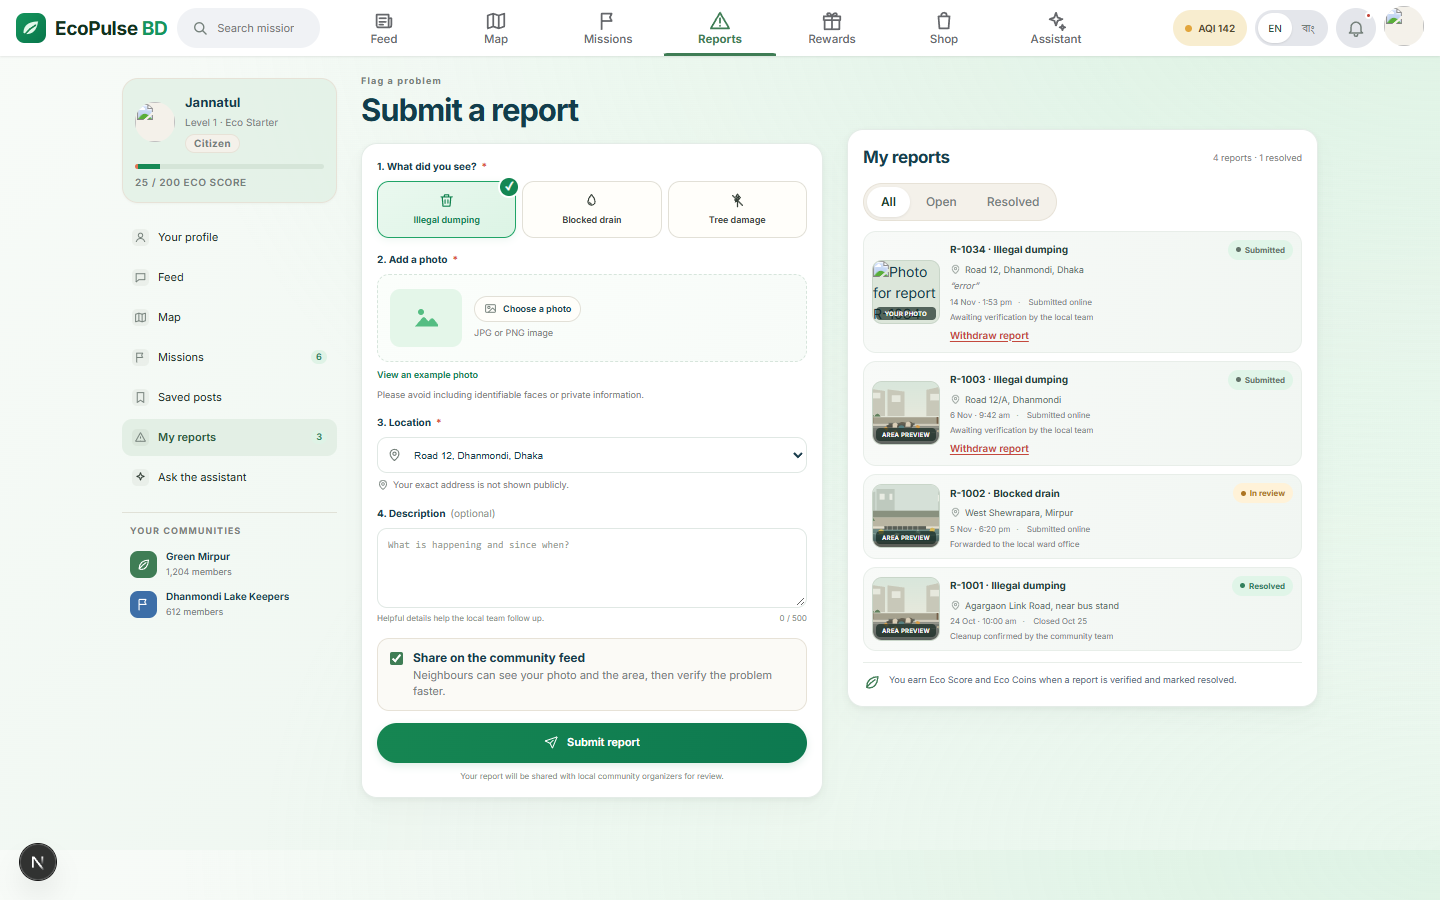 EcoPulse BD
Search mission
Feed
Map
Missions
Reports
Rewards
Shop
Assistant
AQI 142
EN
বাং
Jannatul
Level 1 · Eco Starter
Citizen
25 / 200 ECO SCORE
Your profile
Feed
Map
Missions
6
Saved posts
My reports
3
Ask the assistant
YOUR COMMUNITIES
Green Mirpur
1,204 members
Dhanmondi Lake Keepers
612 members
Flag a problem
Submit a report
1. What did you see? *
Illegal dumping
Blocked drain
Tree damage
2. Add a photo *
Choose a photo
JPG or PNG image
View an example photo
Please avoid including identifiable faces or private information.
3. Location *
Road 12, Dhanmondi, Dhaka
Your exact address is not shown publicly.
4. Description (optional)
What is happening and since when?
Helpful details help the local team follow up.
0 / 500
Share on the community feed
Neighbours can see your photo and the area, then verify the problem
faster.
Submit report
Your report will be shared with local community organizers for review.
My reports
4 reports · 1 resolved
All
Open
Resolved
Photo
for report
YOUR PHOTO
R-1034 · Illegal dumping
Submitted
Road 12, Dhanmondi, Dhaka
"error"
14 Nov · 1:53 pm · Submitted online
Awaiting verification by the local team
Withdraw report
AREA PREVIEW
R-1003 · Illegal dumping
Submitted
Road 12/A, Dhanmondi
6 Nov · 9:42 am · Submitted online
Awaiting verification by the local team
Withdraw report
AREA PREVIEW
R-1002 · Blocked drain
In review
West Shewrapara, Mirpur
5 Nov · 6:20 pm · Submitted online
Forwarded to the local ward office
AREA PREVIEW
R-1001 · Illegal dumping
Resolved
Agargaon Link Road, near bus stand
24 Oct · 10:00 am · Closed Oct 25
Cleanup confirmed by the community team
You earn Eco Score and Eco Coins when a report is verified and marked resolved.
N